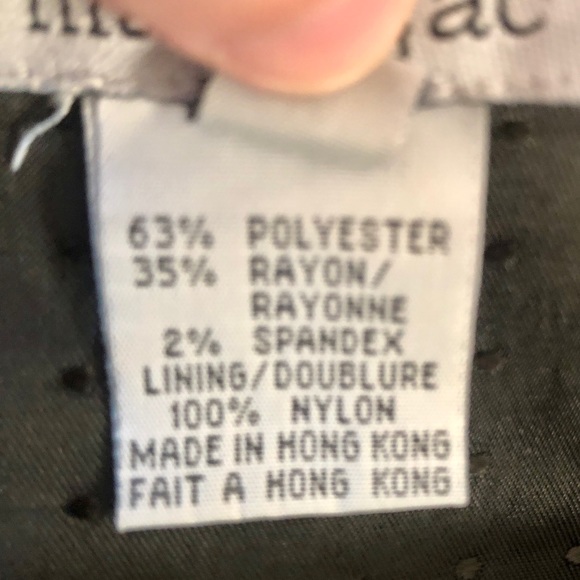 63% POLYESTER
35% RAYON/
RAYONNE
2% SPANDEX
LINING/DOUBLURE
100% NYLON
MADE IN HONG KONG
FAIT A HONG KONG